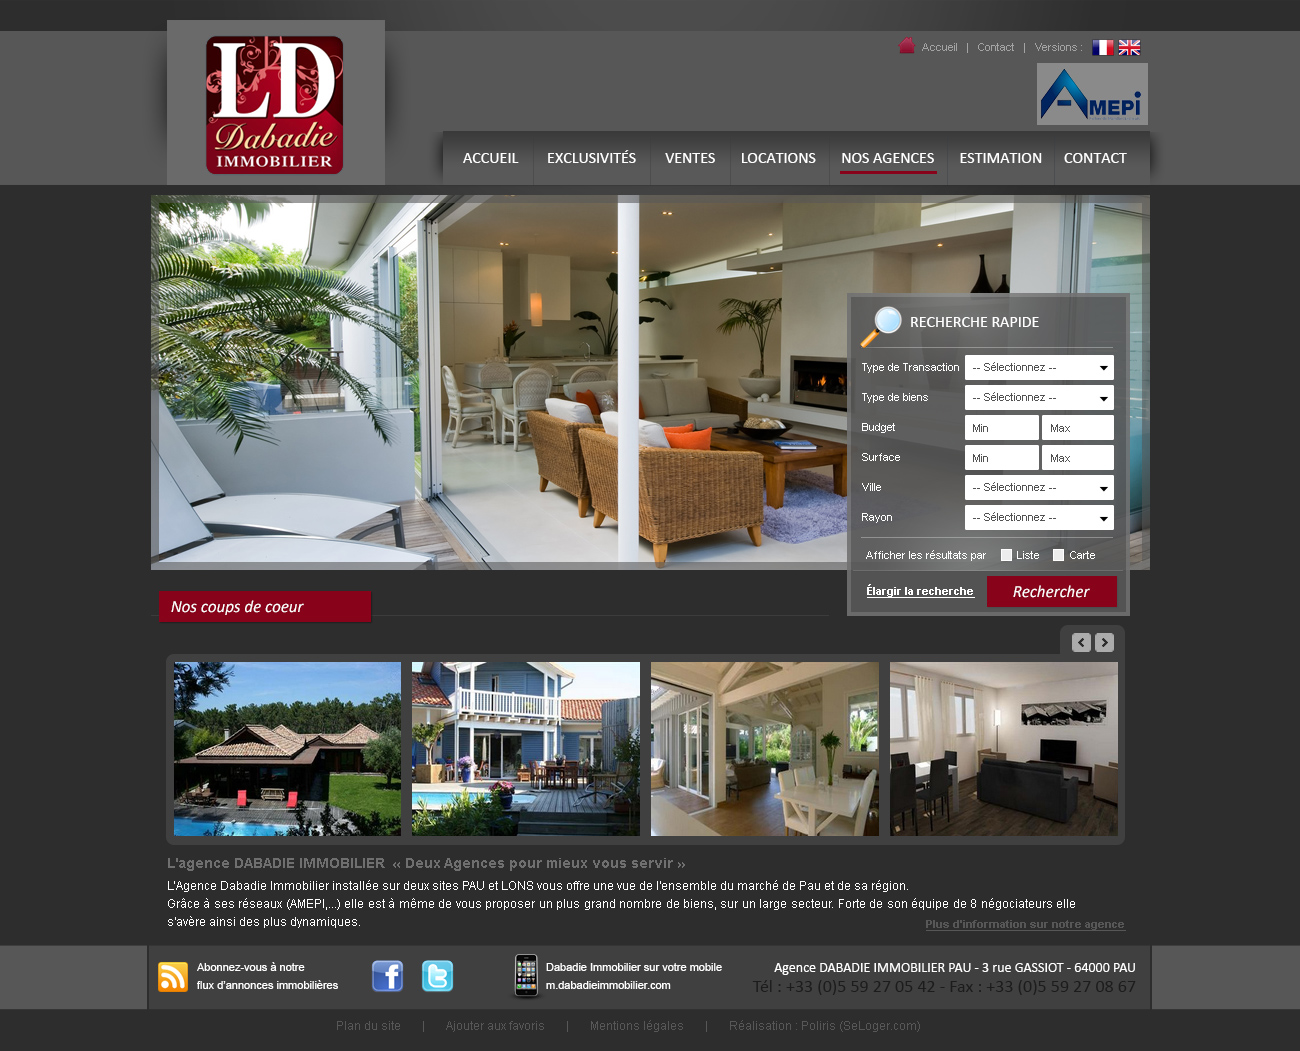 LD
Dabadie
IMMOBILIER
Accueil | Contact | Versions :
AMEPi
ACCUEIL EXCLUSIVITÉS VENTES LOCATIONS NOS AGENCES ESTIMATION CONTACT
RECHERCHE RAPIDE
Type de Transaction -- Sélectionnez --
Type de biens -- Sélectionnez --
Budget Min Max
Surface Min Max
Ville -- Sélectionnez --
Rayon -- Sélectionnez --
Afficher les résultats par Liste Carte
Élargir la recherche Rechercher
Nos coups de coeur
L'agence DABADIE IMMOBILIER « Deux Agences pour mieux vous servir »
L'Agence Dabadie Immobilier installée sur deux sites PAU et LONS vous offre une vue de l'ensemble du marché de Pau et de sa région.
Grâce à ses réseaux (AMEPI,...) elle est à même de vous proposer un plus grand nombre de biens, sur un large secteur. Forte de son équipe de 8 négociateurs elle
s'avère ainsi des plus dynamiques.
Plus d'information sur notre agence
Abonnez-vous à notre
flux d'annonces immobilières
Dabadie Immobilier sur votre mobile
m.dabadieimmobilier.com
Agence DABADIE IMMOBILIER PAU - 3 rue GASSIOT - 64000 PAU
Tél : +33 (0)5 59 27 05 42 - Fax : +33 (0)5 59 27 08 67
Plan du site | Ajouter aux favoris | Mentions légales | Réalisation : Poliris (SeLoger.com)